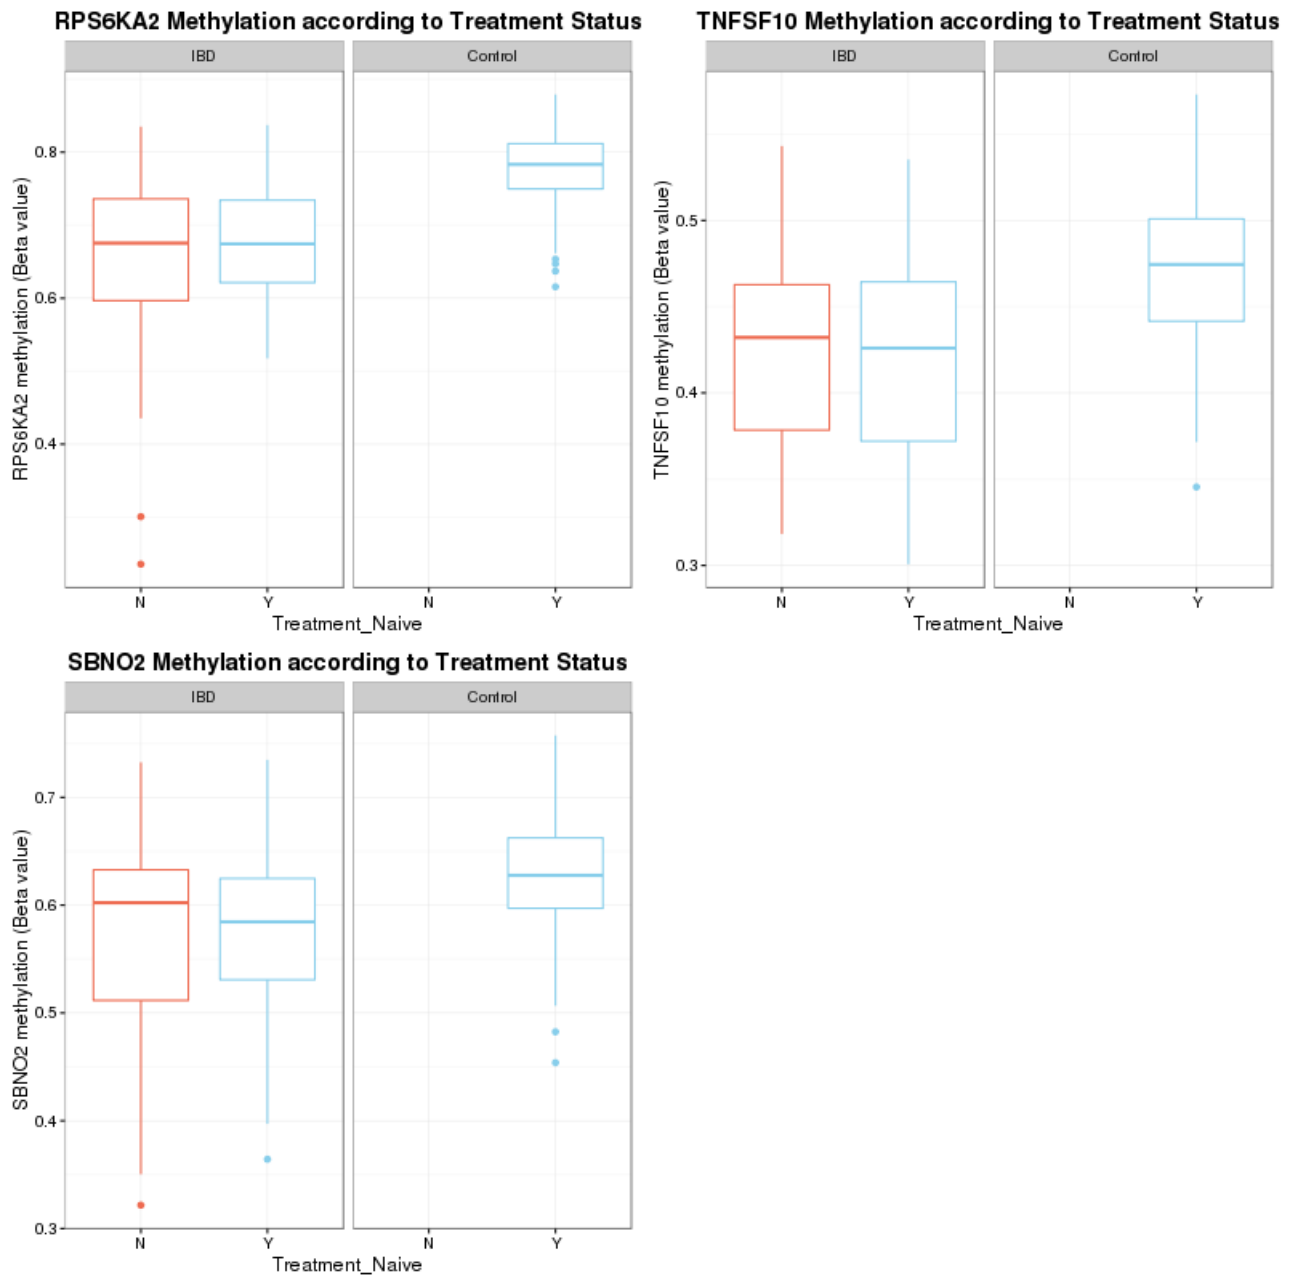 RPS6KA2 Methylation according to Treatment Status
IBD
Control
RPS6KA2 methylation (Beta value)
0.8
0.6
0.4
N
Y
N
Y
Treatment_Naive
TNFSF10 Methylation according to Treatment Status
IBD
Control
TNFSF10 methylation (Beta value)
0.5
0.4
0.3
N
Y
N
Y
Treatment_Naive
SBNO2 Methylation according to Treatment Status
IBD
Control
SBNO2 methylation (Beta value)
0.7
0.6
0.5
0.4
0.3
N
Y
N
Y
Treatment_Naive